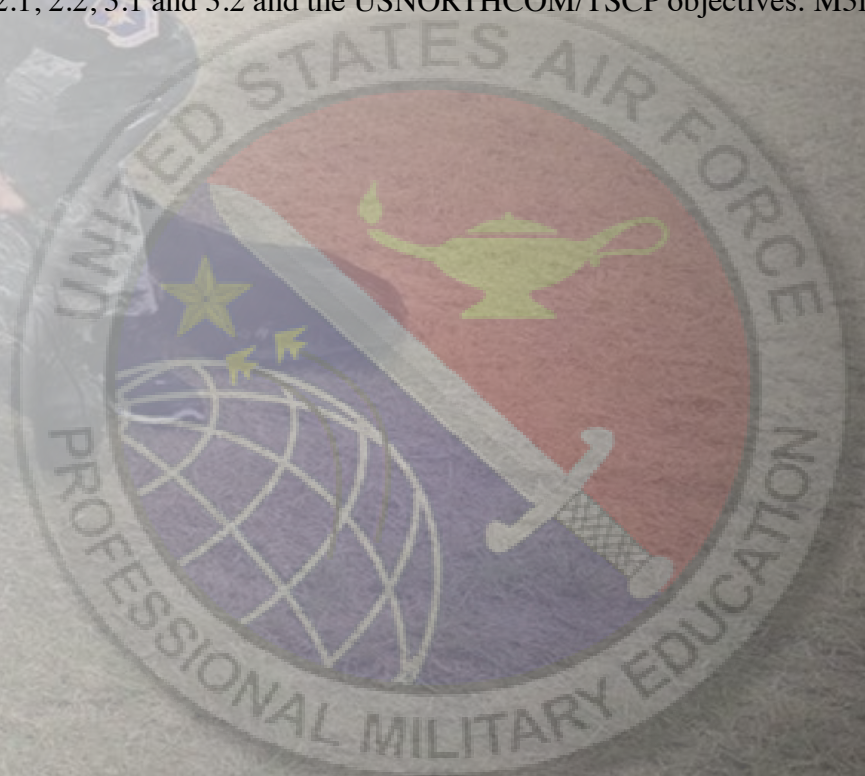 2.1, 2.2, 3.1 and 3.2 and the USNORTHCOM/TSCP objectives.
UNITED STATES AIR FORCE
PROFESSIONAL MILITARY EDUCATION